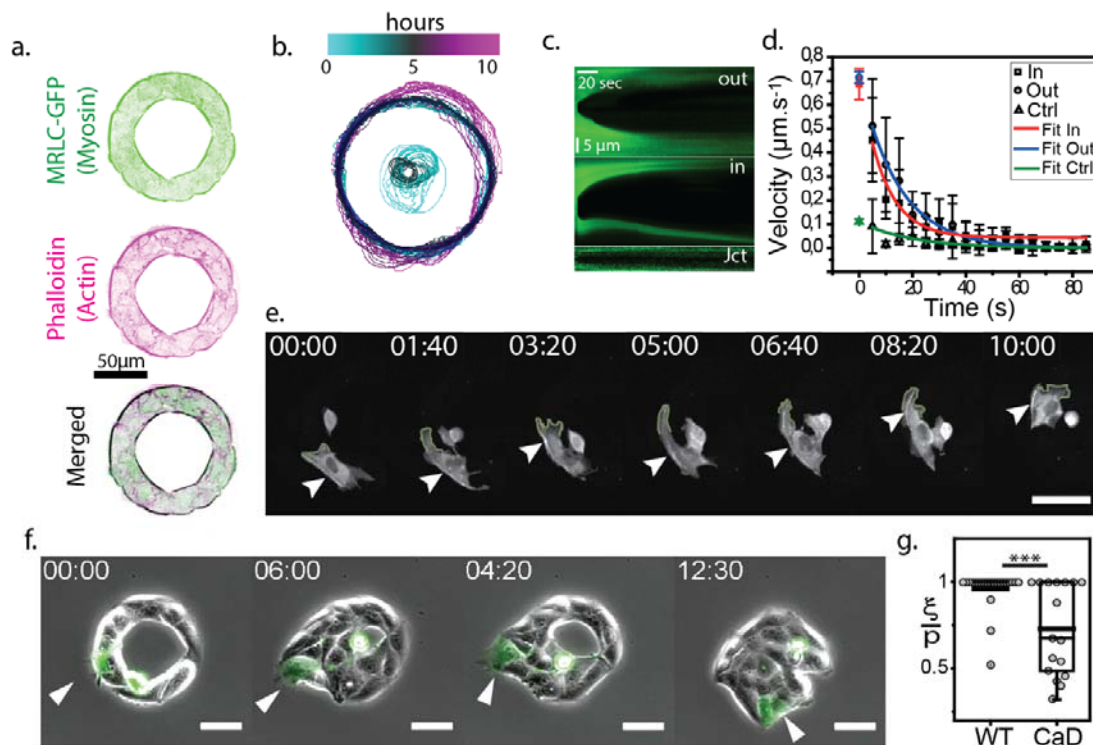 a.
MRLC-GFP
(Myosin)
Phalloidin
(Actin)
50µm
Merged
b.
hours
0 5 10
c.
20 sec
out
5 µm
in
Jct
d.
Velocity (µm.s⁻¹)
0,8
0,7
0,6
0,5
0,4
0,3
0,2
0,1
0,0
0 20 40 60 80
Time (s)
In
Out
Ctrl
Fit In
Fit Out
Fit Ctrl
e.
00:00 01:40 03:20 05:00 06:40 08:20 10:00
f.
00:00 06:00 04:20 12:30
g.
***
ξ
p
1
0.5
WT CaD